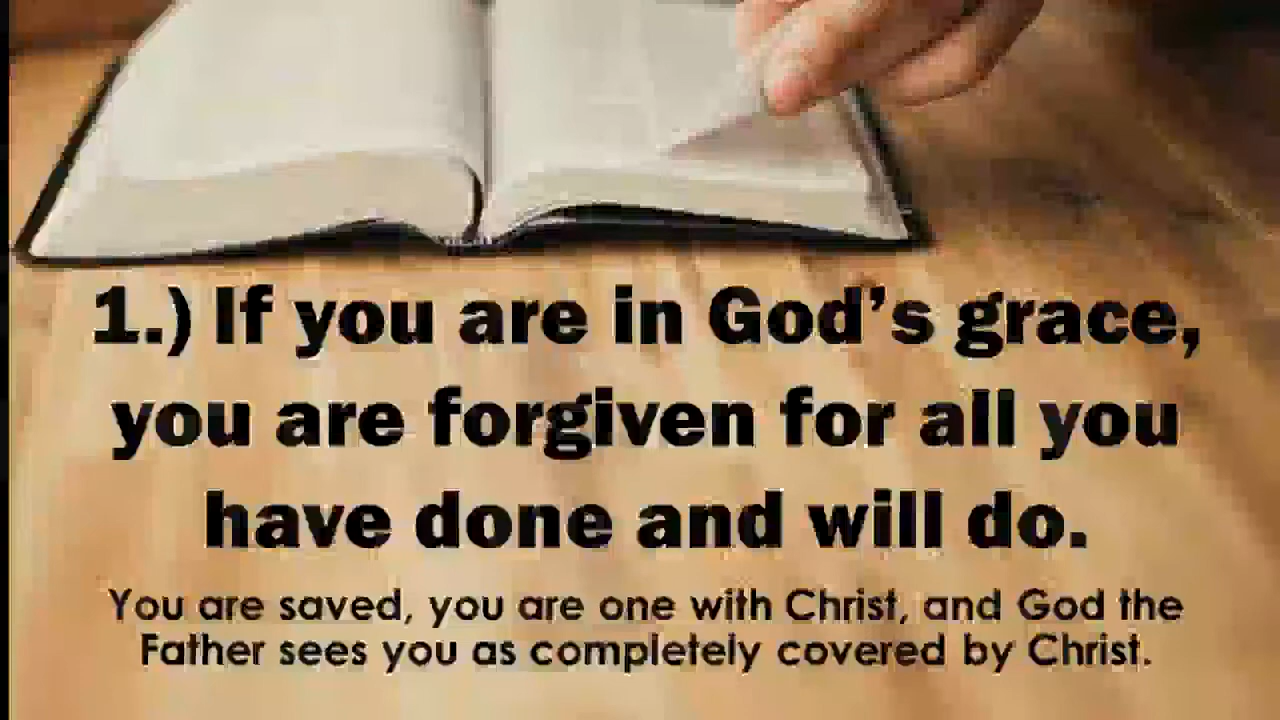 1.) If you are in God’s grace,
you are forgiven for all you
have done and will do.
You are saved, you are one with Christ, and God the
Father sees you as completely covered by Christ.